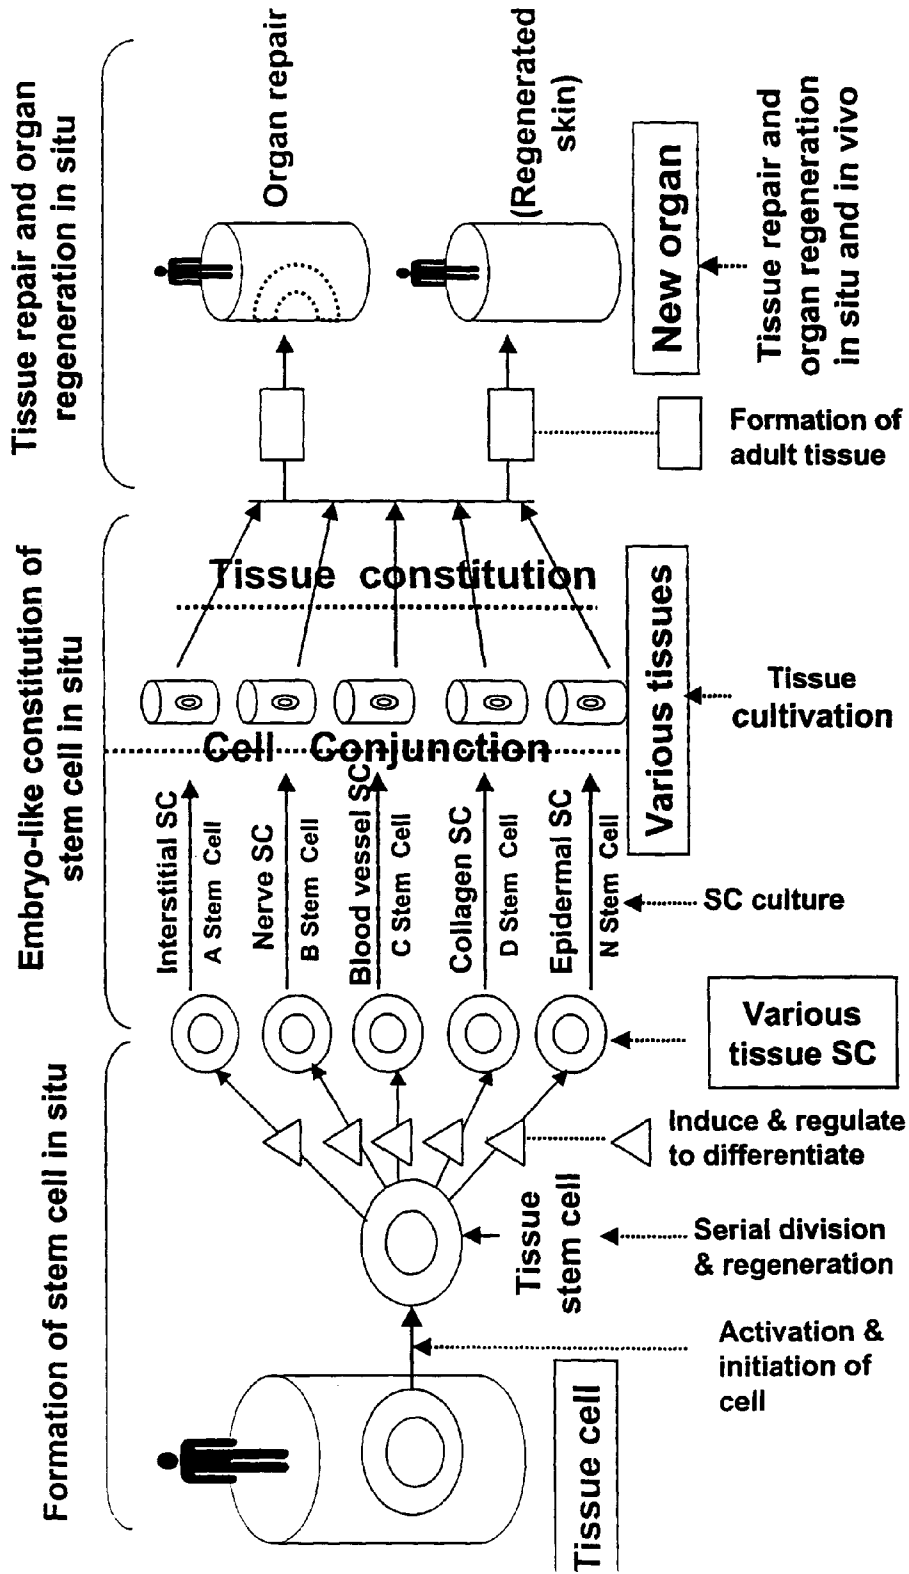 Tissue repair and organ
regeneration in situ
Organ repair
(Regenerated
skin)
New organ
Tissue repair and
organ regeneration
in situ and in vivo
Formation of
adult tissue
Embryo-like constitution of
stem cell in situ
Tissue constitution
Various tissues
Tissue
cultivation
Cell Conjunction
Interstitial SC
A Stem Cell
Nerve SC
B Stem Cell
Blood vessel SC
C Stem Cell
Collagen SC
D Stem Cell
Epidermal SC
N Stem Cell
SC culture
Various
tissue SC
Formation of stem cell in situ
Induce & regulate
to differentiate
Tissue
stem cell
Serial division
& regeneration
Activation &
initiation of
cell
Tissue cell